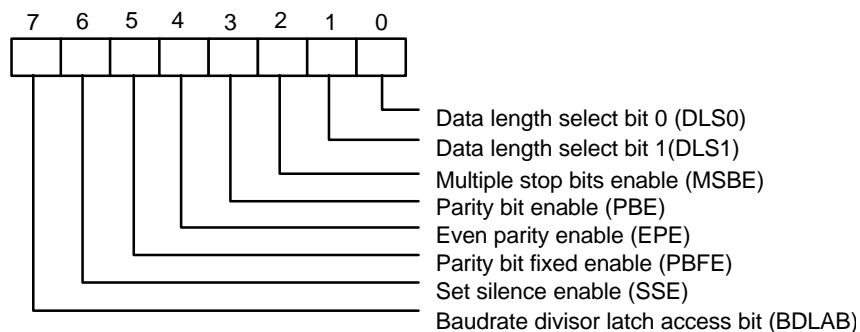 7 6 5 4 3 2 1 0
Data length select bit 0 (DLS0)
Data length select bit 1(DLS1)
Multiple stop bits enable (MSBE)
Parity bit enable (PBE)
Even parity enable (EPE)
Parity bit fixed enable (PBFE)
Set silence enable (SSE)
Baudrate divisor latch access bit (BDLAB)